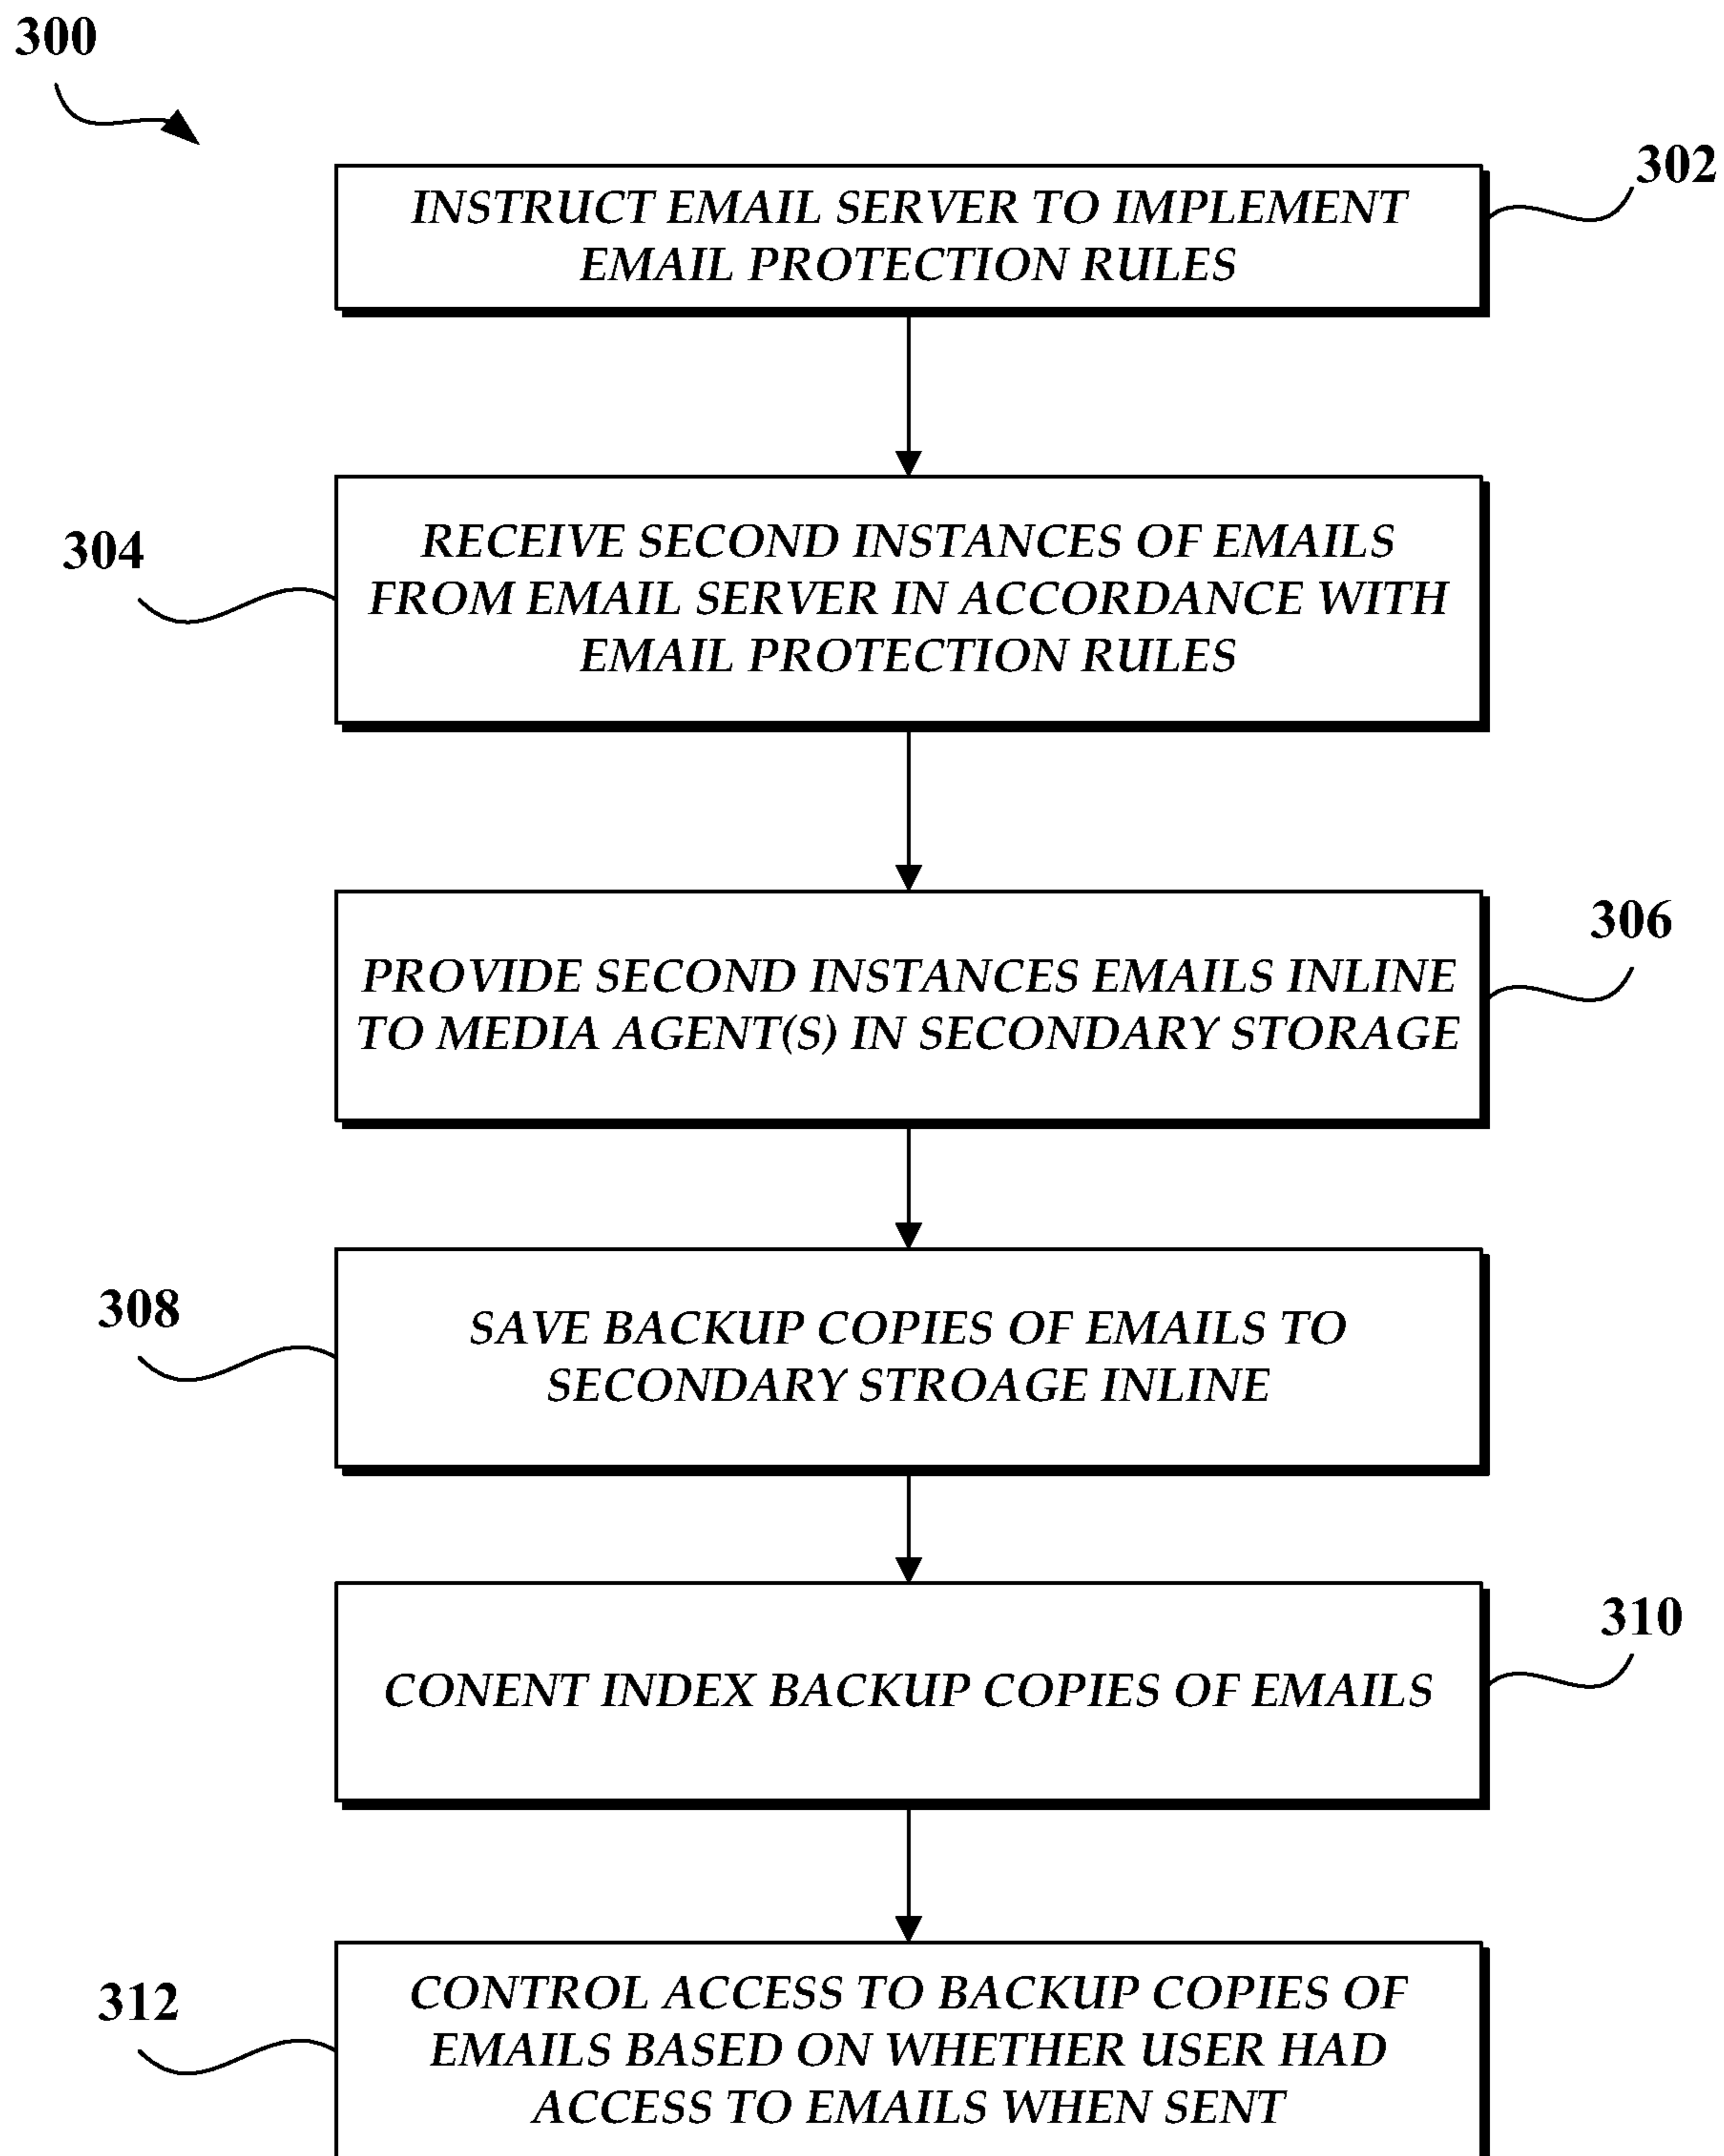 300
302
INSTRUCT EMAIL SERVER TO IMPLEMENT
EMAIL PROTECTION RULES
304
RECEIVE SECOND INSTANCES OF EMAILS
FROM EMAIL SERVER IN ACCORDANCE WITH
EMAIL PROTECTION RULES
306
PROVIDE SECOND INSTANCES EMAILS INLINE
TO MEDIA AGENT(S) IN SECONDARY STORAGE
308
SAVE BACKUP COPIES OF EMAILS TO
SECONDARY STROAGE INLINE
310
CONENT INDEX BACKUP COPIES OF EMAILS
312
CONTROL ACCESS TO BACKUP COPIES OF
EMAILS BASED ON WHETHER USER HAD
ACCESS TO EMAILS WHEN SENT